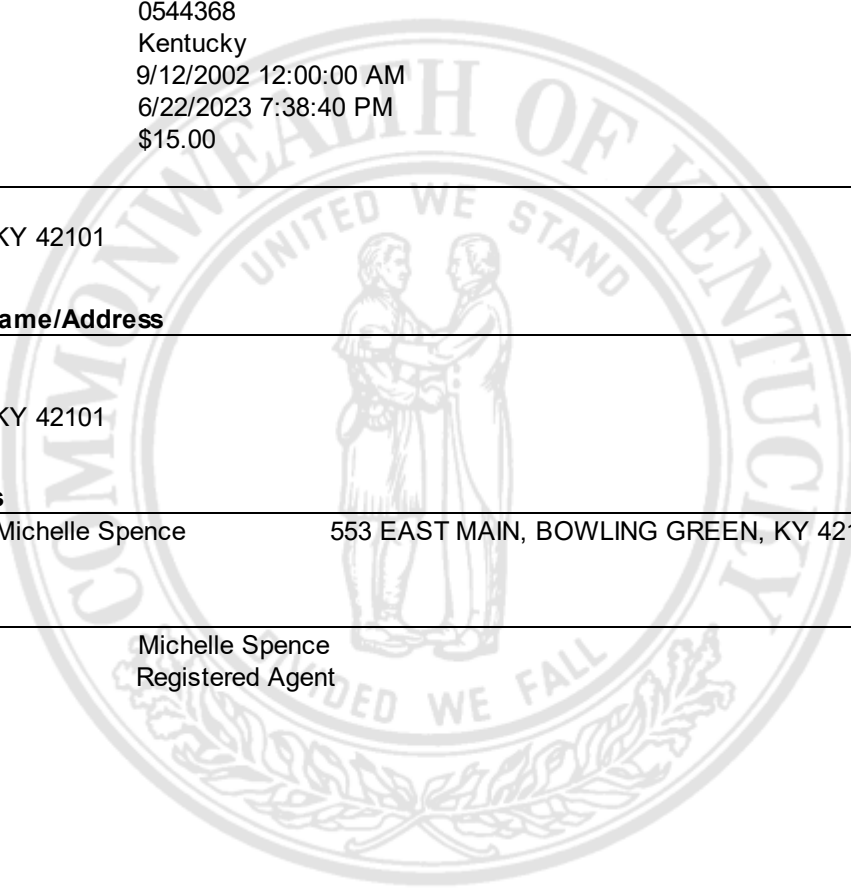 0544368
Kentucky
9/12/2002 12:00:00 AM
6/22/2023 7:38:40 PM
$15.00
KY 42101
ame/Address
KY 42101
s
Michelle Spence 553 EAST MAIN, BOWLING GREEN, KY 421
Michelle Spence
Registered Agent
COMMONWEALTH OF KENTUCKY
UNITED WE STAND
DIVIDED WE FALL